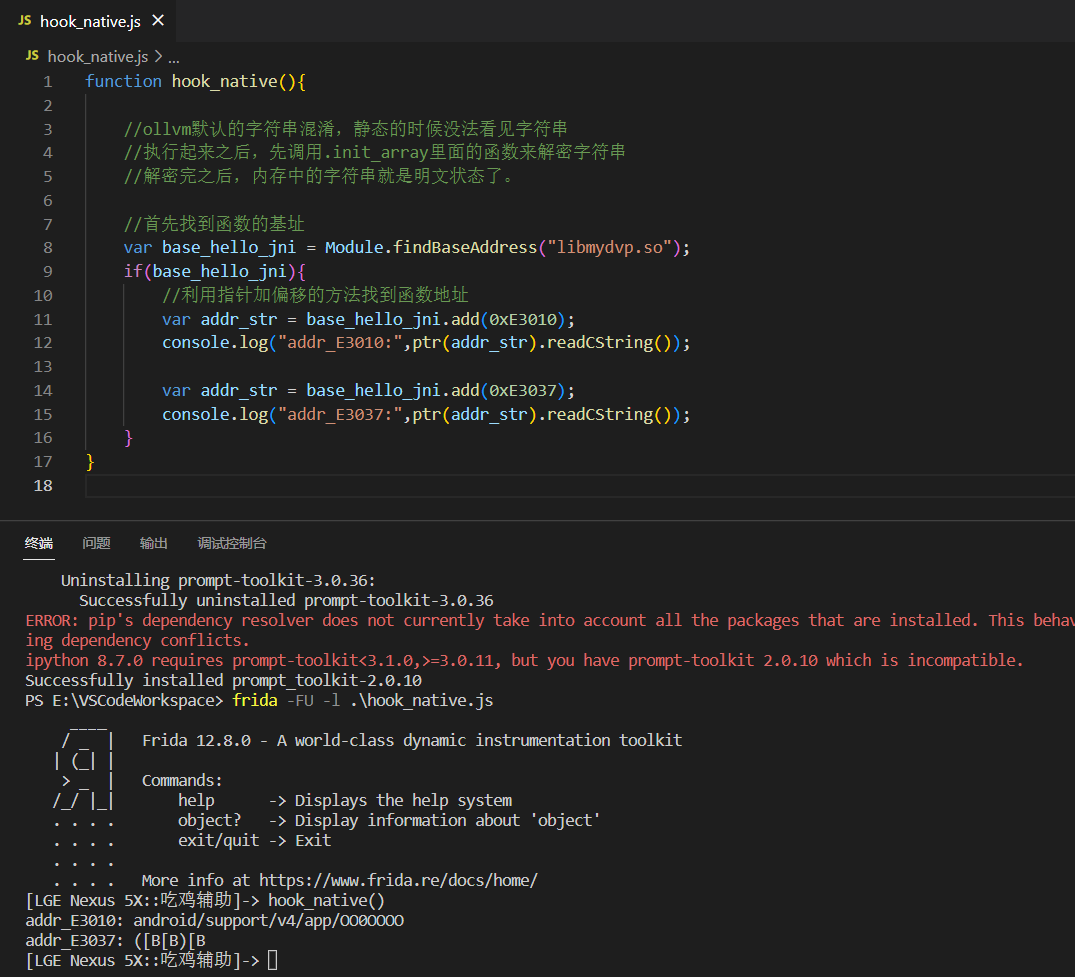 JS hook_native.js ×
JS hook_native.js > ...
1 function hook_native(){
2
3 //ollvm默认的字符串混淆，静态的时候没法看见字符串
4 //执行起来之后，先调用.init_array里面的函数来解密字符串
5 //解密完之后，内存中的字符串就是明文状态了。
6
7 //首先找到函数的基址
8 var base_hello_jni = Module.findBaseAddress("libmydvp.so");
9 if(base_hello_jni){
10 //利用指针加偏移的方法找到函数地址
11 var addr_str = base_hello_jni.add(0xE3010);
12 console.log("addr_E3010:",ptr(addr_str).readCString());
13
14 var addr_str = base_hello_jni.add(0xE3037);
15 console.log("addr_E3037:",ptr(addr_str).readCString());
16 }
17 }
18
终端 问题 输出 调试控制台
Uninstalling prompt-toolkit-3.0.36:
Successfully uninstalled prompt-toolkit-3.0.36
ERROR: pip's dependency resolver does not currently take into account all the packages that are installed. This behav
ing dependency conflicts.
ipython 8.7.0 requires prompt-toolkit<3.1.0,>=3.0.11, but you have prompt-toolkit 2.0.10 which is incompatible.
Successfully installed prompt_toolkit-2.0.10
PS E:\VSCodeWorkspace> frida -FU -l .\hook_native.js
____
/ _ | Frida 12.8.0 - A world-class dynamic instrumentation toolkit
| (_| |
> _ | Commands:
/_/ |_| help -> Displays the help system
. . . . object? -> Display information about 'object'
. . . . exit/quit -> Exit
. . . .
. . . . More info at https://www.frida.re/docs/home/
[LGE Nexus 5X::吃鸡辅助]-> hook_native()
addr_E3010: android/support/v4/app/OO0OOOO
addr_E3037: ([B[B)[B
[LGE Nexus 5X::吃鸡辅助]->